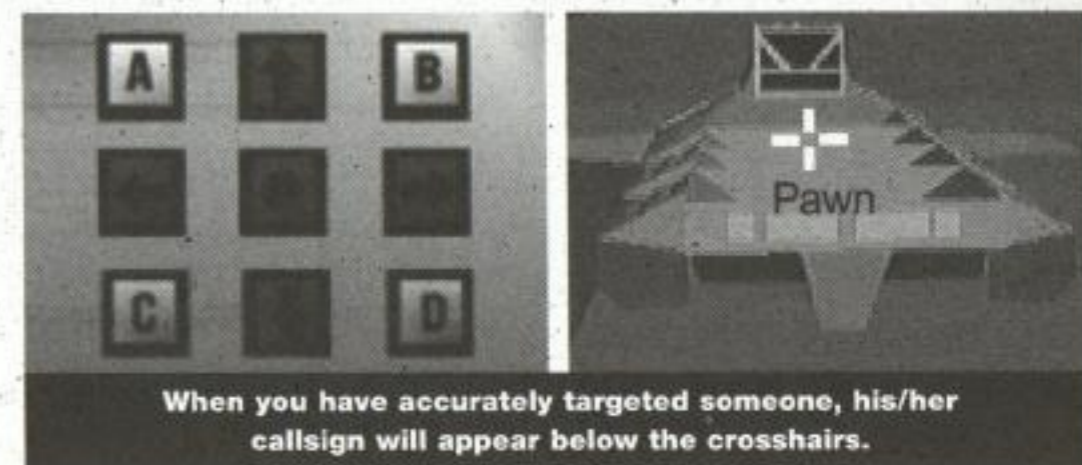 A B
C D
Pawn
When you have accurately targeted someone, his/her
callsign will appear below the crosshairs.